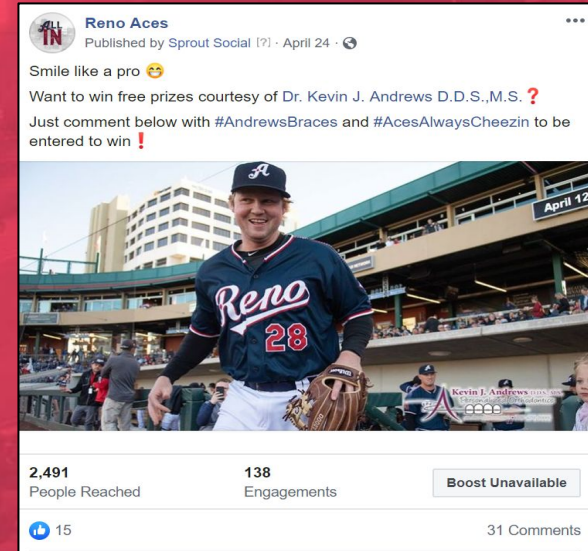 ALL
IN
Reno Aces
Published by Sprout Social [?] · April 24 ·
Smile like a pro 😁
Want to win free prizes courtesy of Dr. Kevin J. Andrews D.D.S.,M.S. ❓
Just comment below with #AndrewsBraces and #AcesAlwaysCheezin to be
entered to win ❗
A
April 12
Reno
28
Kevin J. Andrews D.D.S., M.S.
Personalized Orthodontics
2,491
138
Boost Unavailable
People Reached
Engagements
15
31 Comments